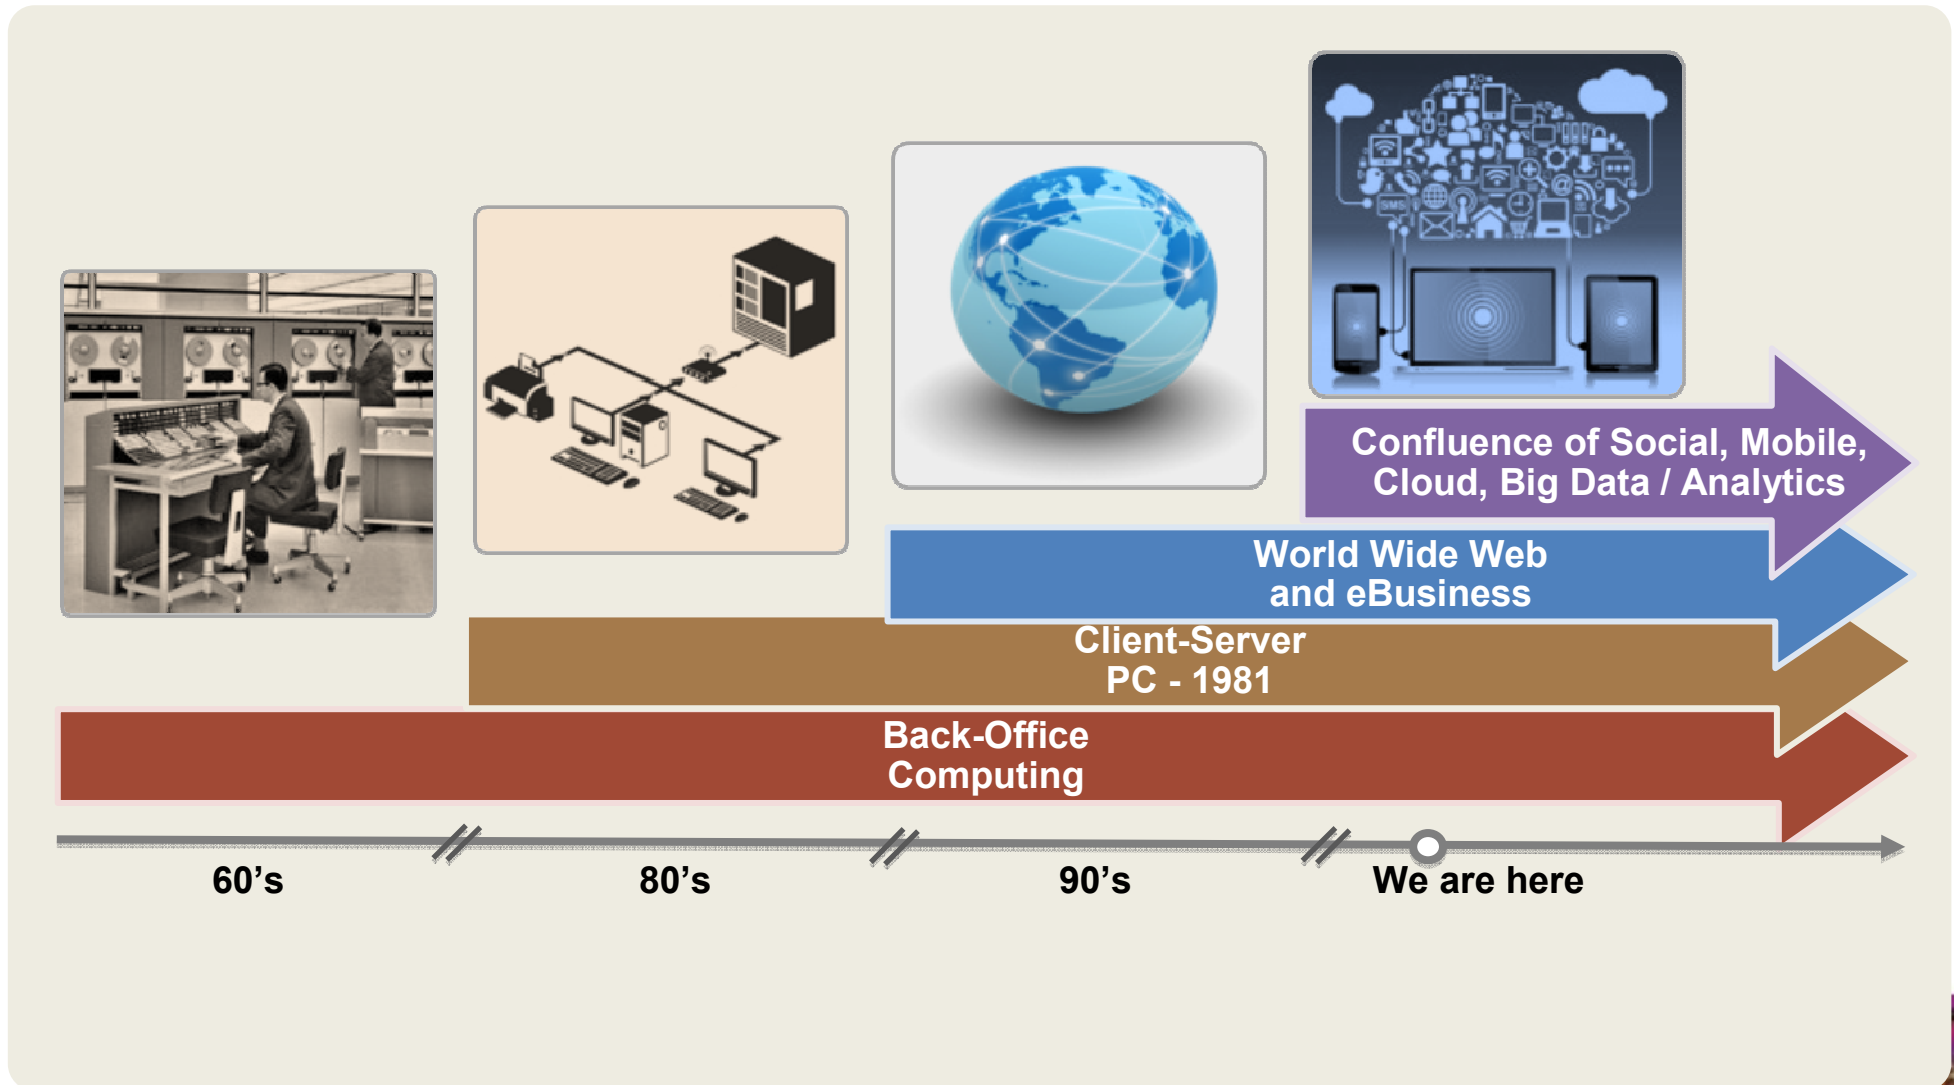 SMS
Confluence of Social, Mobile,
Cloud, Big Data / Analytics
World Wide Web
and eBusiness
Client-Server
PC - 1981
Back-Office
Computing
60’s
80’s
90’s
We are here